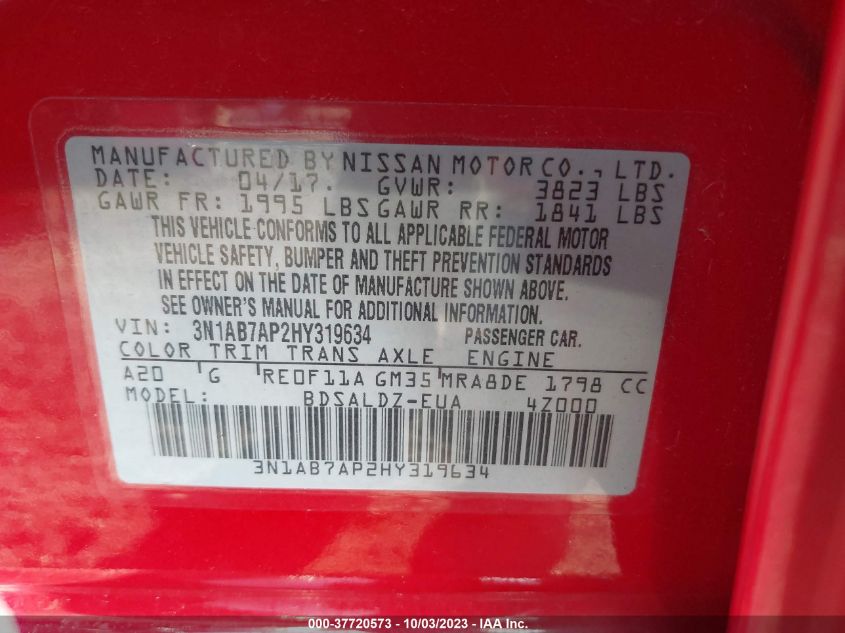 MANUFACTURED BY NISSAN MOTOR CO., LTD.
DATE: 04/17. GVWR: 3823 LBS
GAWR FR: 1995 LBS GAWR RR: 1841 LBS
THIS VEHICLE CONFORMS TO ALL APPLICABLE FEDERAL MOTOR
VEHICLE SAFETY, BUMPER AND THEFT PREVENTION STANDARDS
IN EFFECT ON THE DATE OF MANUFACTURE SHOWN ABOVE.
SEE OWNER'S MANUAL FOR ADDITIONAL INFORMATION.
VIN: 3N1AB7AP2HY319634 PASSENGER CAR.
COLOR TRIM TRANS AXLE ENGINE
A20 G RE0F11A GM35 MRA8DE 1798 CC
MODEL: BDSALDZ-EUA 4Z000
3N1AB7AP2HY319634
000-37720573 - 10/03/2023 - IAA Inc.